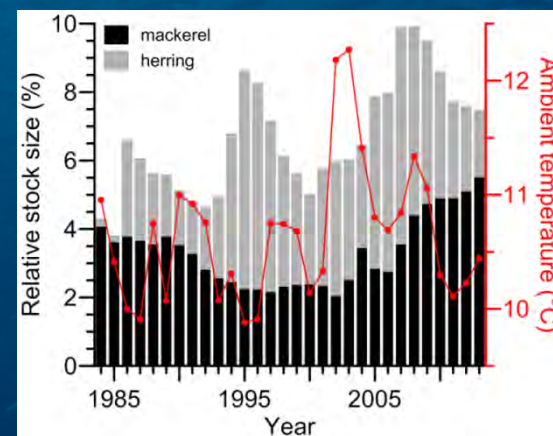 mackerel
herring
Relative stock size (%)
10
8
6
4
2
0
1985
1995
2005
Year
12
11
10
Ambient temperature (°C)